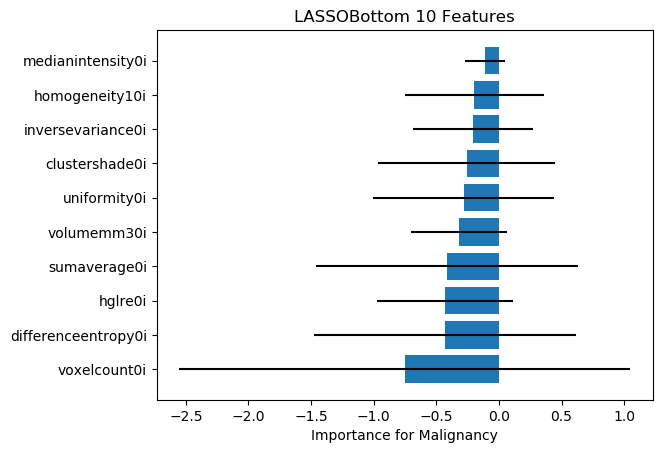 LASSOBottom 10 Features
medianintensity0i
homogeneity10i
inversevariance0i
clustershade0i
uniformity0i
volumemm30i
sumaverage0i
hglre0i
differenceentropy0i
voxelcount0i
−2.5 −2.0 −1.5 −1.0 −0.5 0.0 0.5 1.0
Importance for Malignancy